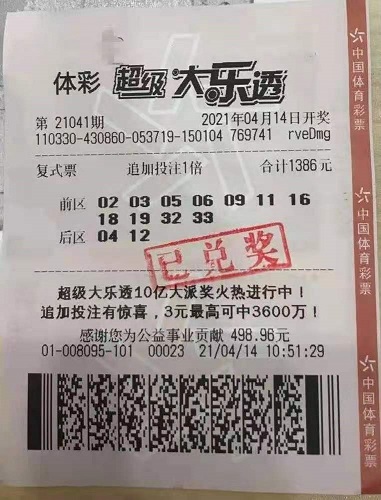 体彩 超级大乐透
第 21041期 2021年04月14日开奖
110330-430860-053719-150104 769741 rveDmg
复式票 追加投注1倍 合计1386元
前区 02 03 05 06 09 11 16
18 19 32 33
后区 04 12
已兑奖
超级大乐透10亿大派奖火热进行中！
追加投注有惊喜，3元最高可中3600万！
感谢您为公益事业贡献 498.96元
01-008095-101 00023 21/04/14 10:51:29
中国体育彩票
中国体育彩票
中国体育彩票
中国体育彩票